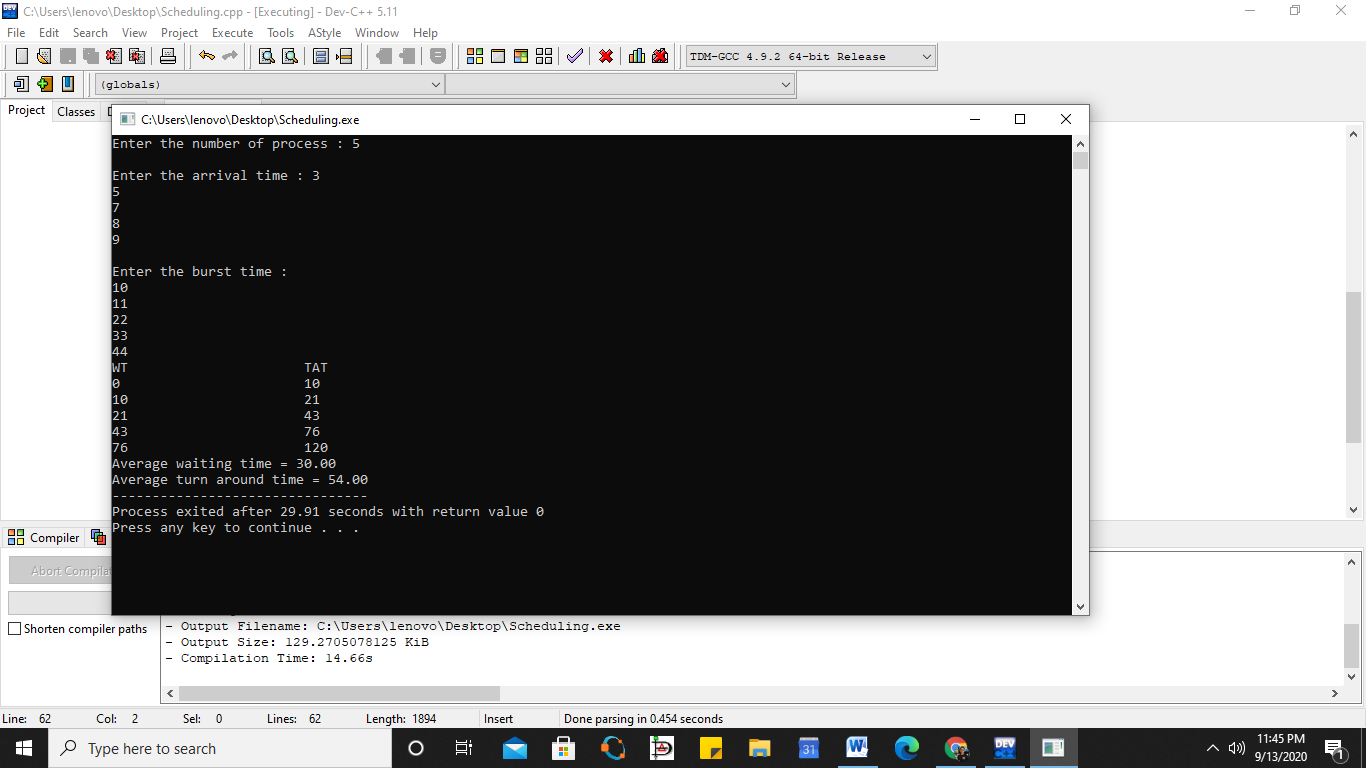 C:\Users\lenovo\Desktop\Scheduling.cpp - [Executing] - Dev-C++ 5.11
File Edit Search View Project Execute Tools AStyle Window Help
TDM-GCC 4.9.2 64-bit Release
(globals)
Project Classes
C:\Users\lenovo\Desktop\Scheduling.exe
Enter the number of process : 5
Enter the arrival time : 3
5
7
8
9
Enter the burst time :
10
11
22
33
44
WT TAT
0 10
10 21
21 43
43 76
76 120
Average waiting time = 30.00
Average turn around time = 54.00
--------------------------------
Process exited after 29.91 seconds with return value 0
Press any key to continue . . .
Compiler
Abort Compilat
Shorten compiler paths
- Output Filename: C:\Users\lenovo\Desktop\Scheduling.exe
- Output Size: 129.2705078125 KiB
- Compilation Time: 14.66s
Line: 62 Col: 2 Sel: 0 Lines: 62 Length: 1894 Insert Done parsing in 0.454 seconds
Type here to search
31
DEV C++
11:45 PM
9/13/2020
1